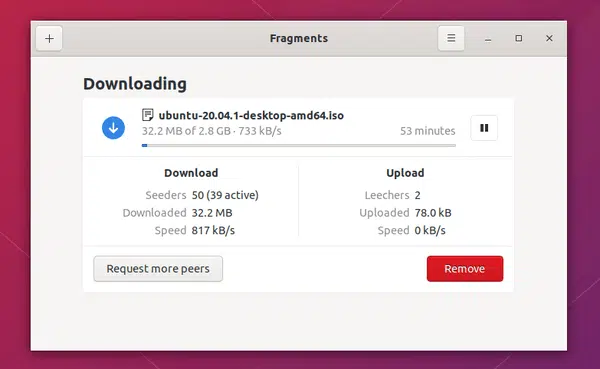 Fragments
Downloading
ubuntu-20.04.1-desktop-amd64.iso
32.2 MB of 2.8 GB · 733 kB/s
53 minutes
Download
Seeders 50 (39 active)
Downloaded 32.2 MB
Speed 817 kB/s
Upload
Leechers 2
Uploaded 78.0 kB
Speed 0 kB/s
Request more peers
Remove